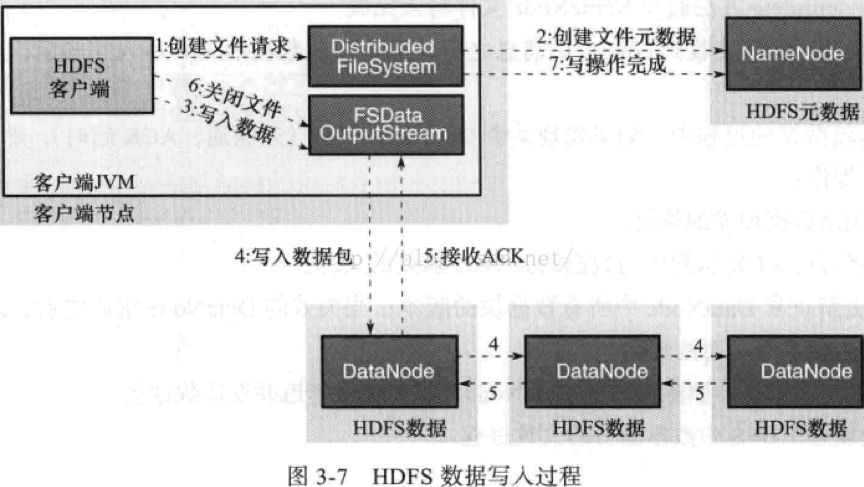 1:创建文件请求
HDFS
客户端
Distribuded
FileSystem
2:创建文件元数据
7:写操作完成
NameNode
HDFS元数据
6:关闭文件
3:写入数据
FSData
OutputStream
客户端JVM
客户端节点
4:写入数据包
5:接收ACK
DataNode
4
5
DataNode
4
5
DataNode
HDFS数据
HDFS数据
HDFS数据
图 3-7 HDFS 数据写入过程